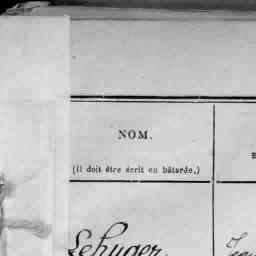 NOM.
(Il doit être écrit en bâtarde.)
Lehuger